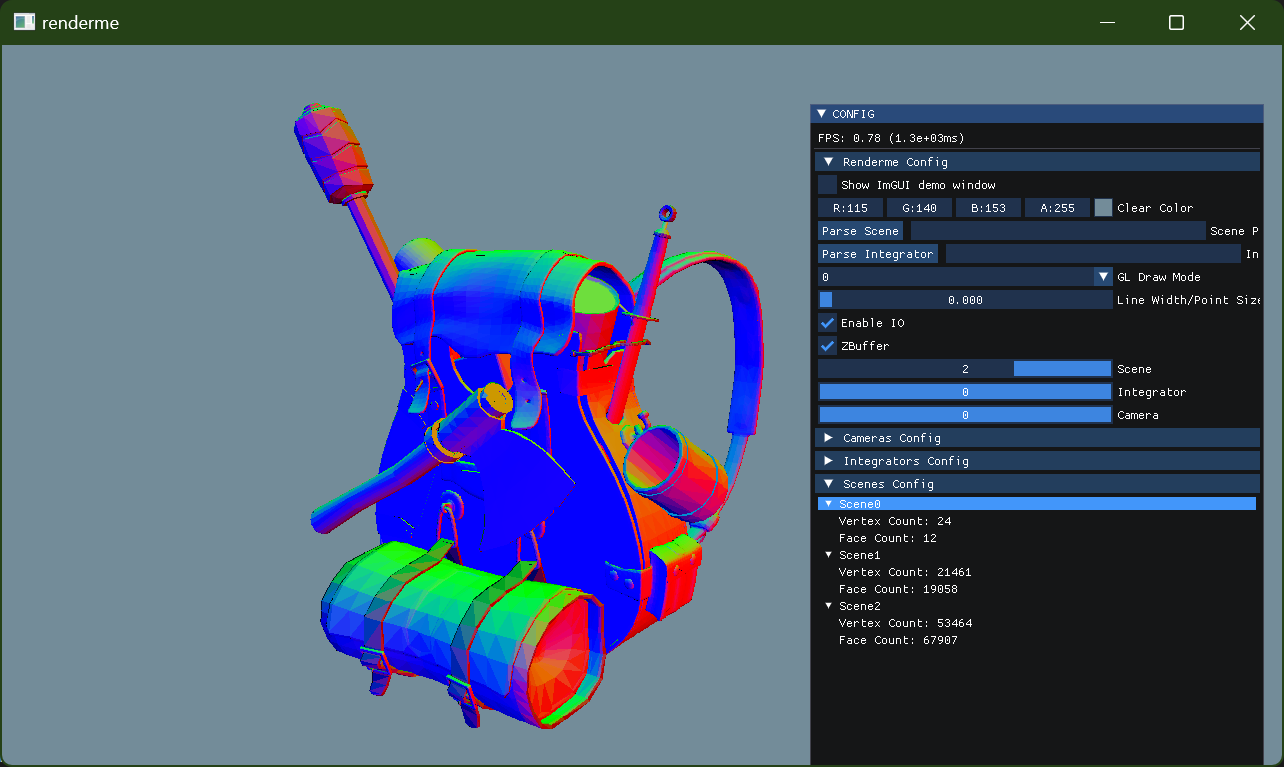 renderme
CONFIG
FPS: 0.78 (1.3e+03ms)
Renderme Config
Show ImGUI demo window
R:115 G:140 B:153 A:255 Clear Color
Parse Scene Scene P
Parse Integrator In
0 GL Draw Mode
0.000 Line Width/Point Size
Enable IO
ZBuffer
2 Scene
0 Integrator
0 Camera
Cameras Config
Integrators Config
Scenes Config
Scene0
Vertex Count: 24
Face Count: 12
Scene1
Vertex Count: 21461
Face Count: 19058
Scene2
Vertex Count: 53464
Face Count: 67907